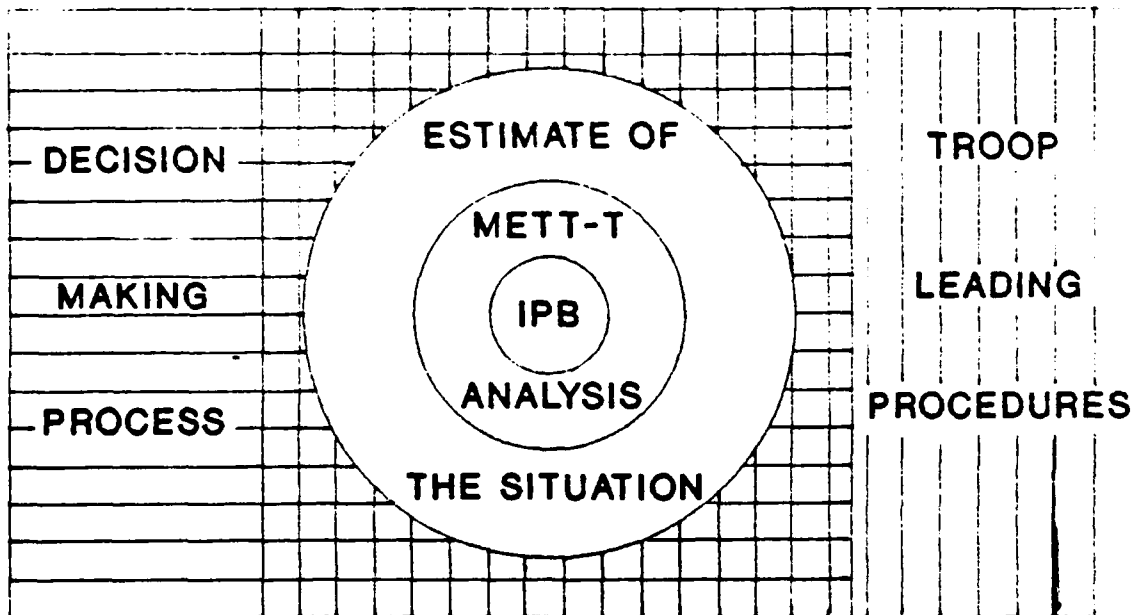 DECISION
MAKING
PROCESS
ESTIMATE OF
METT-T
IPB
ANALYSIS
THE SITUATION
TROOP
LEADING
PROCEDURES